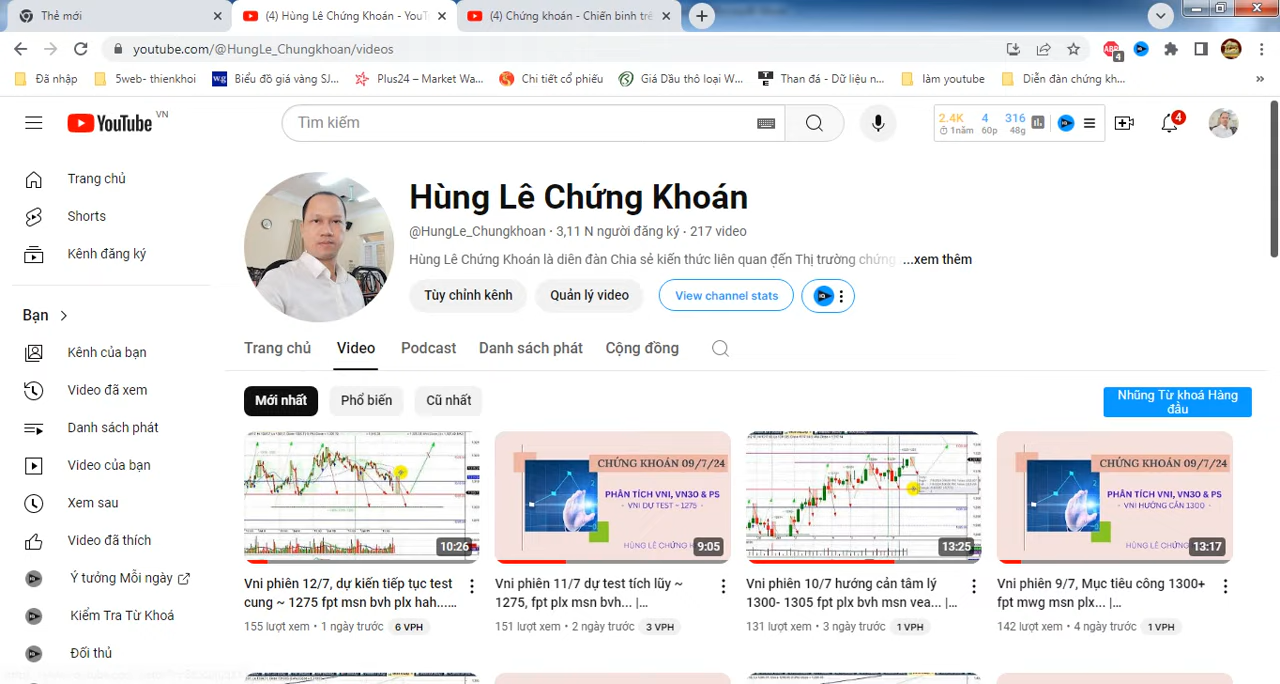 Thẻ mới
(4) Hùng Lê Chứng Khoán - YouT
(4) Chứng khoán - Chiến binh trẻ
youtube.com/@HungLe_Chungkhoan/videos
ABP
4
Đã nhập
5web- thienkhoi
wg
Biểu đồ giá vàng SJ...
Plus24 – Market Wa...
Chi tiết cổ phiếu
Giá Dầu thô loại W...
Than đá - Dữ liệu n...
làm youtube
Diễn đàn chứng kh...
»
YouTube VN
Tìm kiếm
2.4K
4
316
1năm
60p
48g
4
Trang chủ
Shorts
Kênh đăng ký
Bạn
Kênh của bạn
Video đã xem
Danh sách phát
Video của bạn
Xem sau
Video đã thích
Ý tưởng Mỗi ngày
Kiểm Tra Từ Khoá
Đối thủ
Hùng Lê Chứng Khoán
@HungLe_Chungkhoan · 3,11 N người đăng ký · 217 video
Hùng Lê Chứng Khoán là diễn đàn Chia sẻ kiến thức liên quan đến Thị trường chứng ...xem thêm
Tùy chỉnh kênh
Quản lý video
View channel stats
Trang chủ
Video
Podcast
Danh sách phát
Cộng đồng
Mới nhất
Phổ biến
Cũ nhất
Những Từ khoá Hàng
đầu
10:26
CHỨNG KHOÁN 09/7/24
PHÂN TÍCH VNI, VN30 & PS
- VNI DỰ TEST ~ 1275 -
HÙNG LÊ CHỨNG
9:05
13:25
CHỨNG KHOÁN 09/7/24
PHÂN TÍCH VNI, VN30 & PS
VNI HƯỚNG CẢN 1300
HÙNG LÊ CHỨNG
13:17
Vni phiên 12/7, dự kiến tiếp tục test
cung ~ 1275 fpt msn bvh plx hah...…
155 lượt xem • 1 ngày trước
6 VPH
Vni phiên 11/7 dự test tích lũy ~
1275, fpt plx msn bvh... |…
151 lượt xem • 2 ngày trước
3 VPH
Vni phiên 10/7 hướng cản tâm lý
1300- 1305 fpt plx bvh msn vea... |…
131 lượt xem • 3 ngày trước
1 VPH
Vni phiên 9/7, Mục tiêu công 1300+
fpt mwg msn plx... |…
142 lượt xem • 4 ngày trước
1 VPH